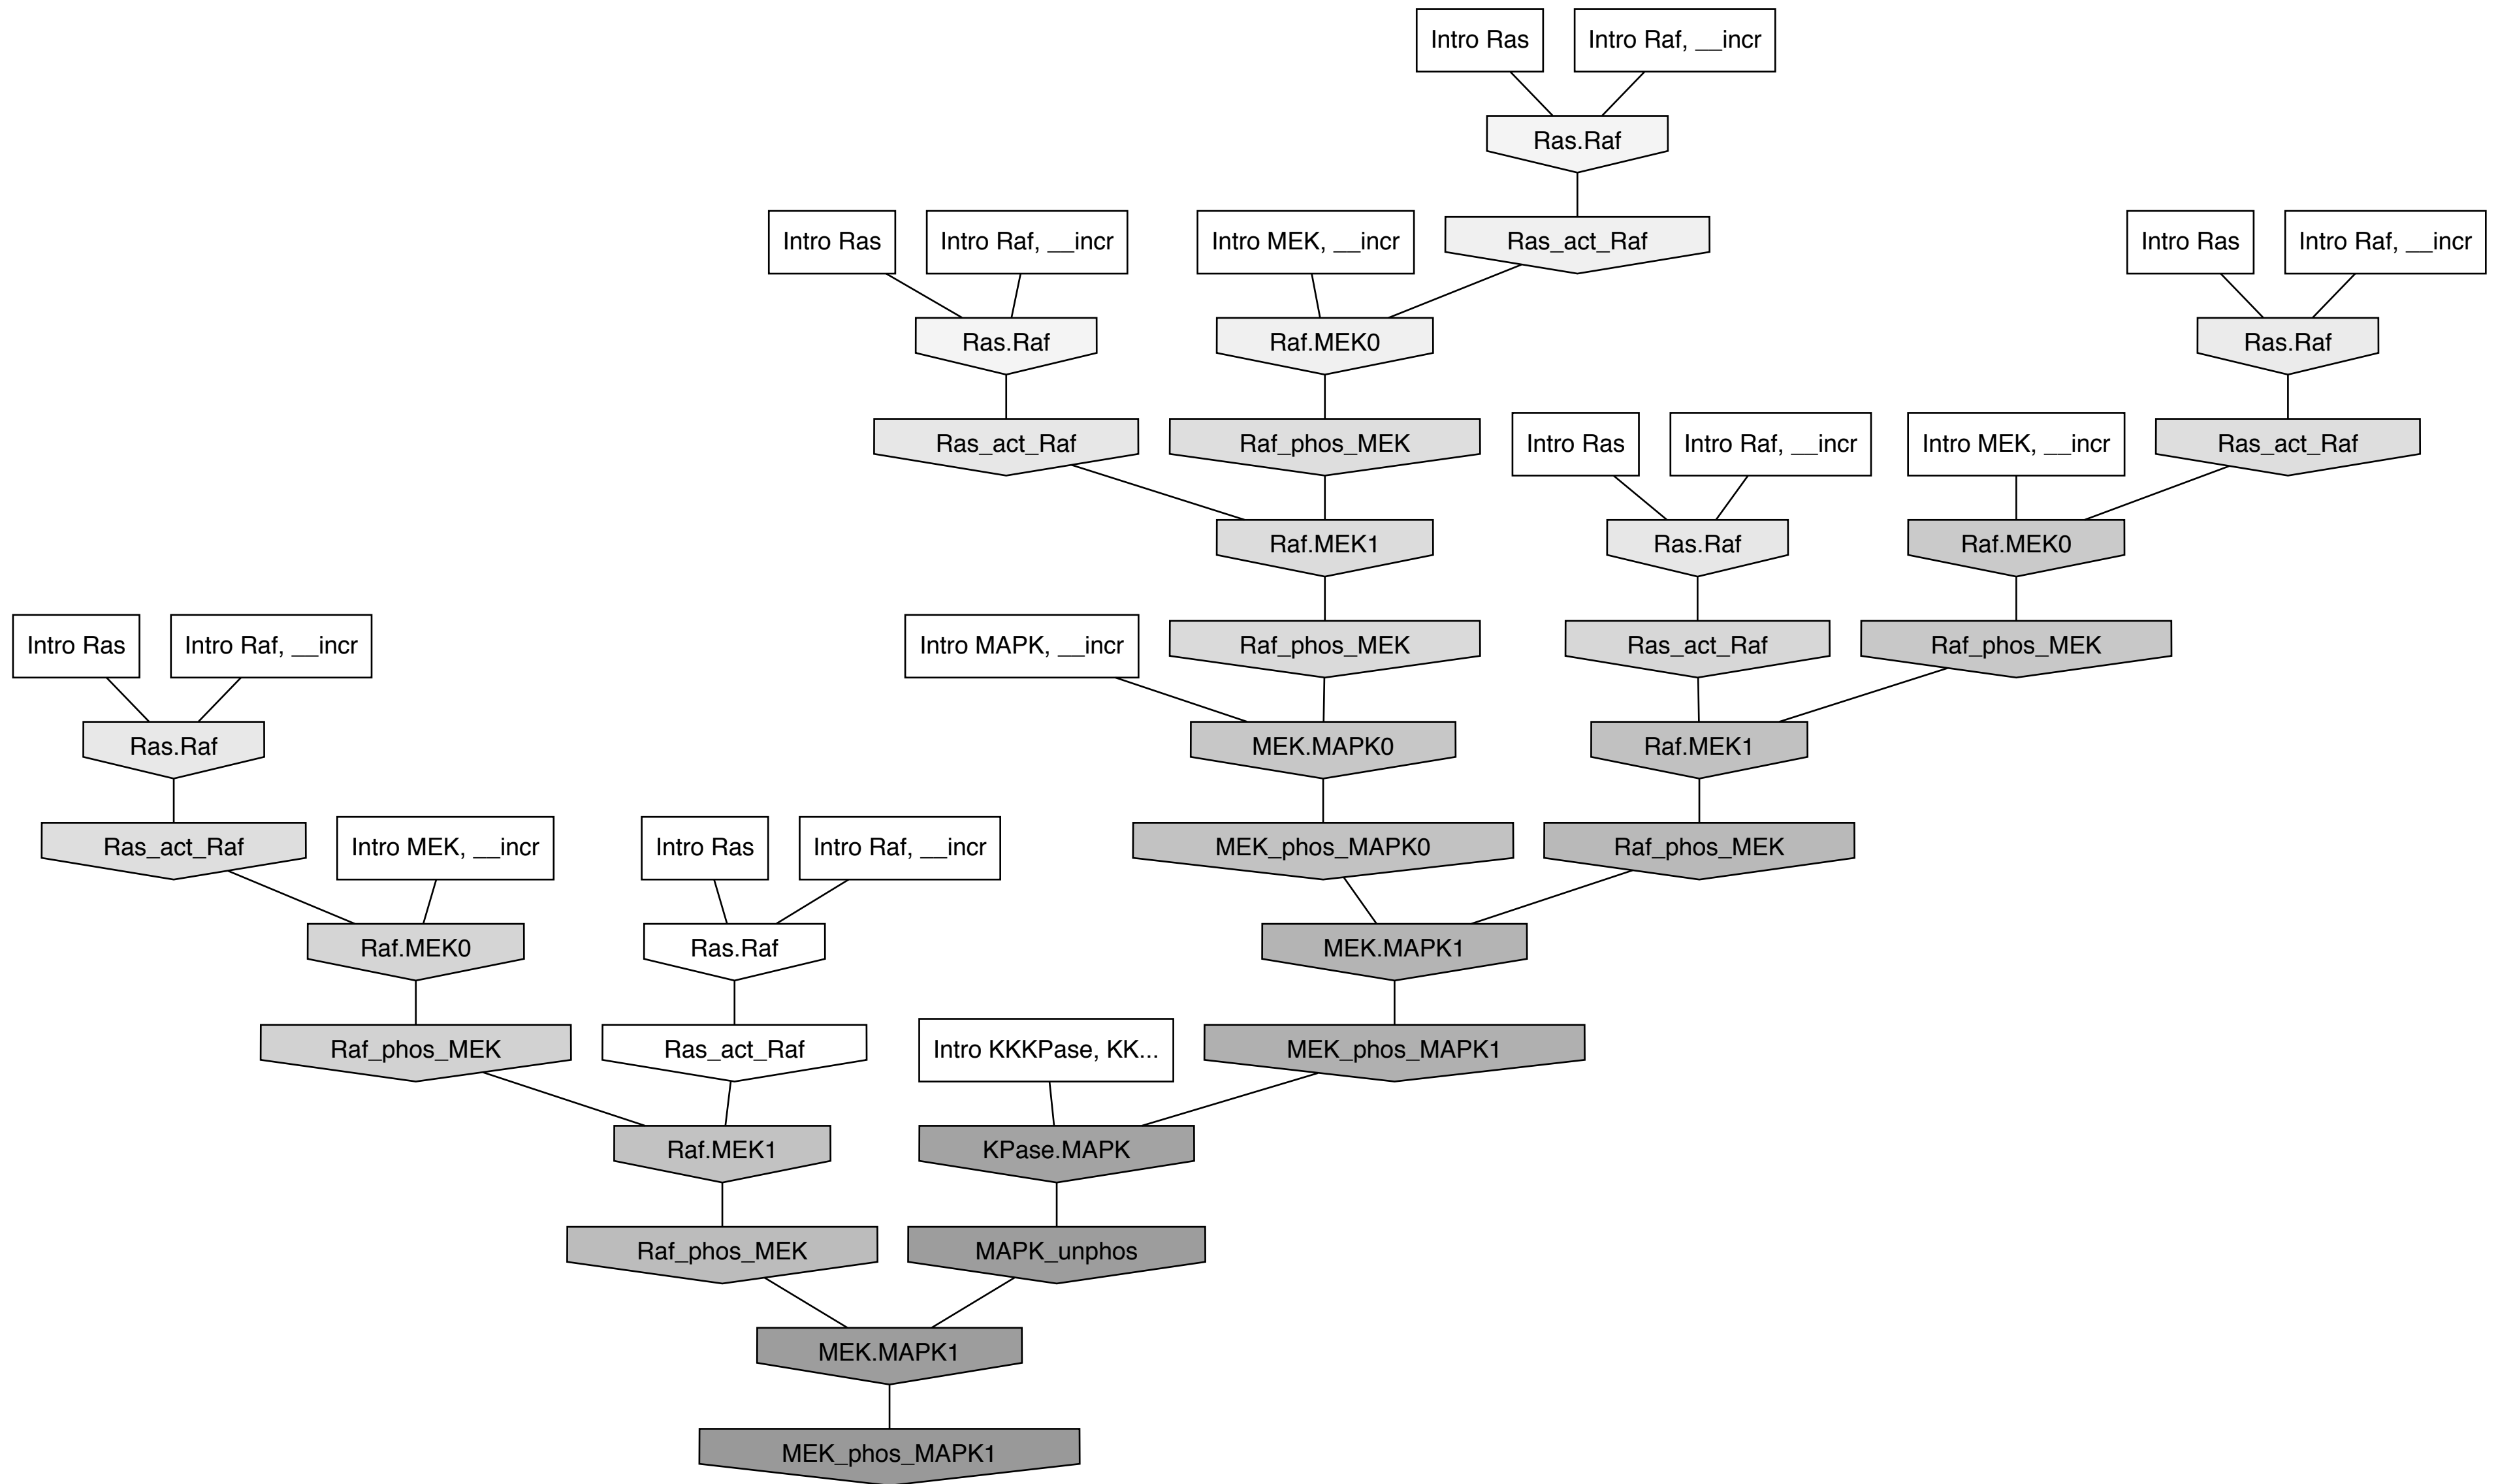 Intro Ras
Intro Raf, __incr
Ras.Raf
Intro Ras
Intro Raf, __incr
Intro MEK, __incr
Ras_act_Raf
Intro Ras
Intro Raf, __incr
Ras.Raf
Raf.MEK0
Ras.Raf
Ras_act_Raf
Raf_phos_MEK
Intro Ras
Intro Raf, __incr
Intro MEK, __incr
Ras_act_Raf
Raf.MEK1
Ras.Raf
Raf.MEK0
Intro Ras
Intro Raf, __incr
Intro MAPK, __incr
Raf_phos_MEK
Ras_act_Raf
Raf_phos_MEK
Ras.Raf
MEK.MAPK0
Raf.MEK1
Ras_act_Raf
Intro MEK, __incr
Intro Ras
Intro Raf, __incr
MEK_phos_MAPK0
Raf_phos_MEK
Raf.MEK0
Ras.Raf
MEK.MAPK1
Raf_phos_MEK
Ras_act_Raf
Intro KKKPase, KK...
MEK_phos_MAPK1
Raf.MEK1
KPase.MAPK
Raf_phos_MEK
MAPK_unphos
MEK.MAPK1
MEK_phos_MAPK1